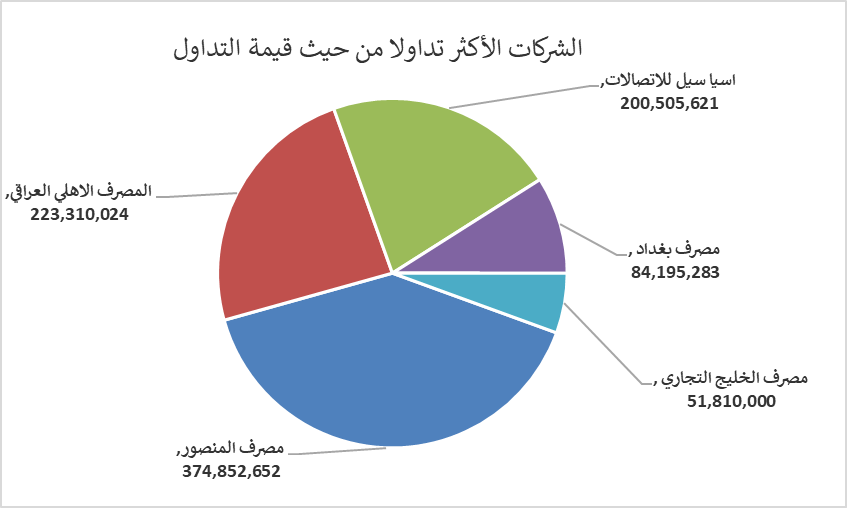 الشركات الأكثر تداولا من حيث قيمة التداول
اسيا سيل للاتصالات,
200,505,621
المصرف الاهلي العراقي,
223,310,024
مصرف بغداد ,
84,195,283
مصرف الخليج التجاري ,
51,810,000
مصرف المنصور,
374,852,652